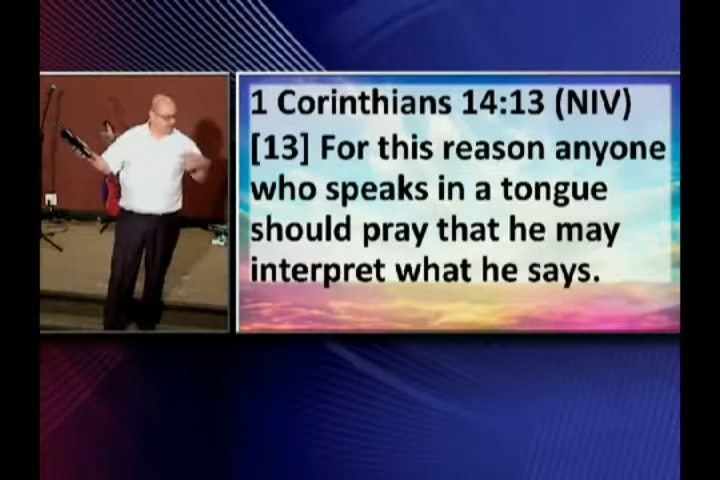 1 Corinthians 14:13 (NIV)
[13] For this reason anyone
who speaks in a tongue
should pray that he may
interpret what he says.